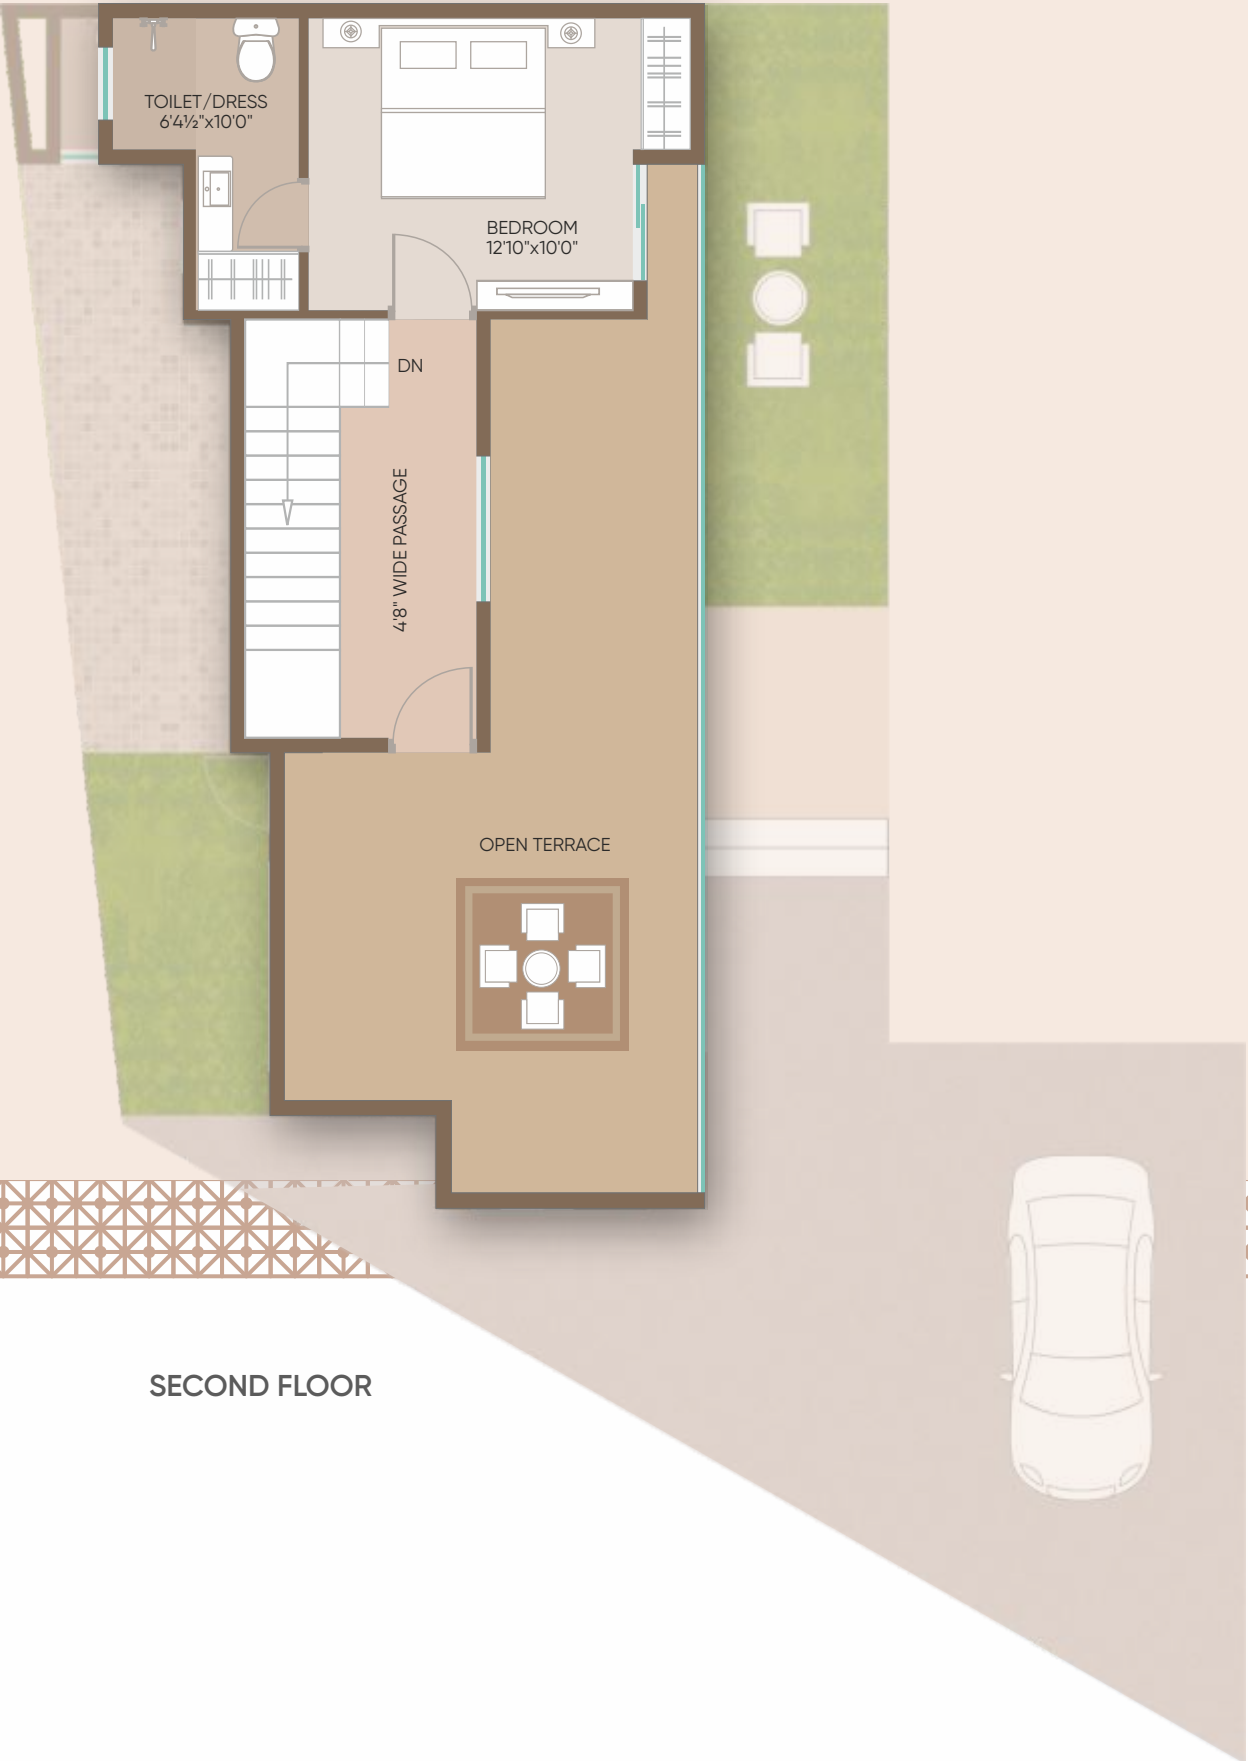 TOILET/DRESS
6'4½"x10'0"
BEDROOM
12'10"x10'0"
DN
4'8" WIDE PASSAGE
OPEN TERRACE
SECOND FLOOR